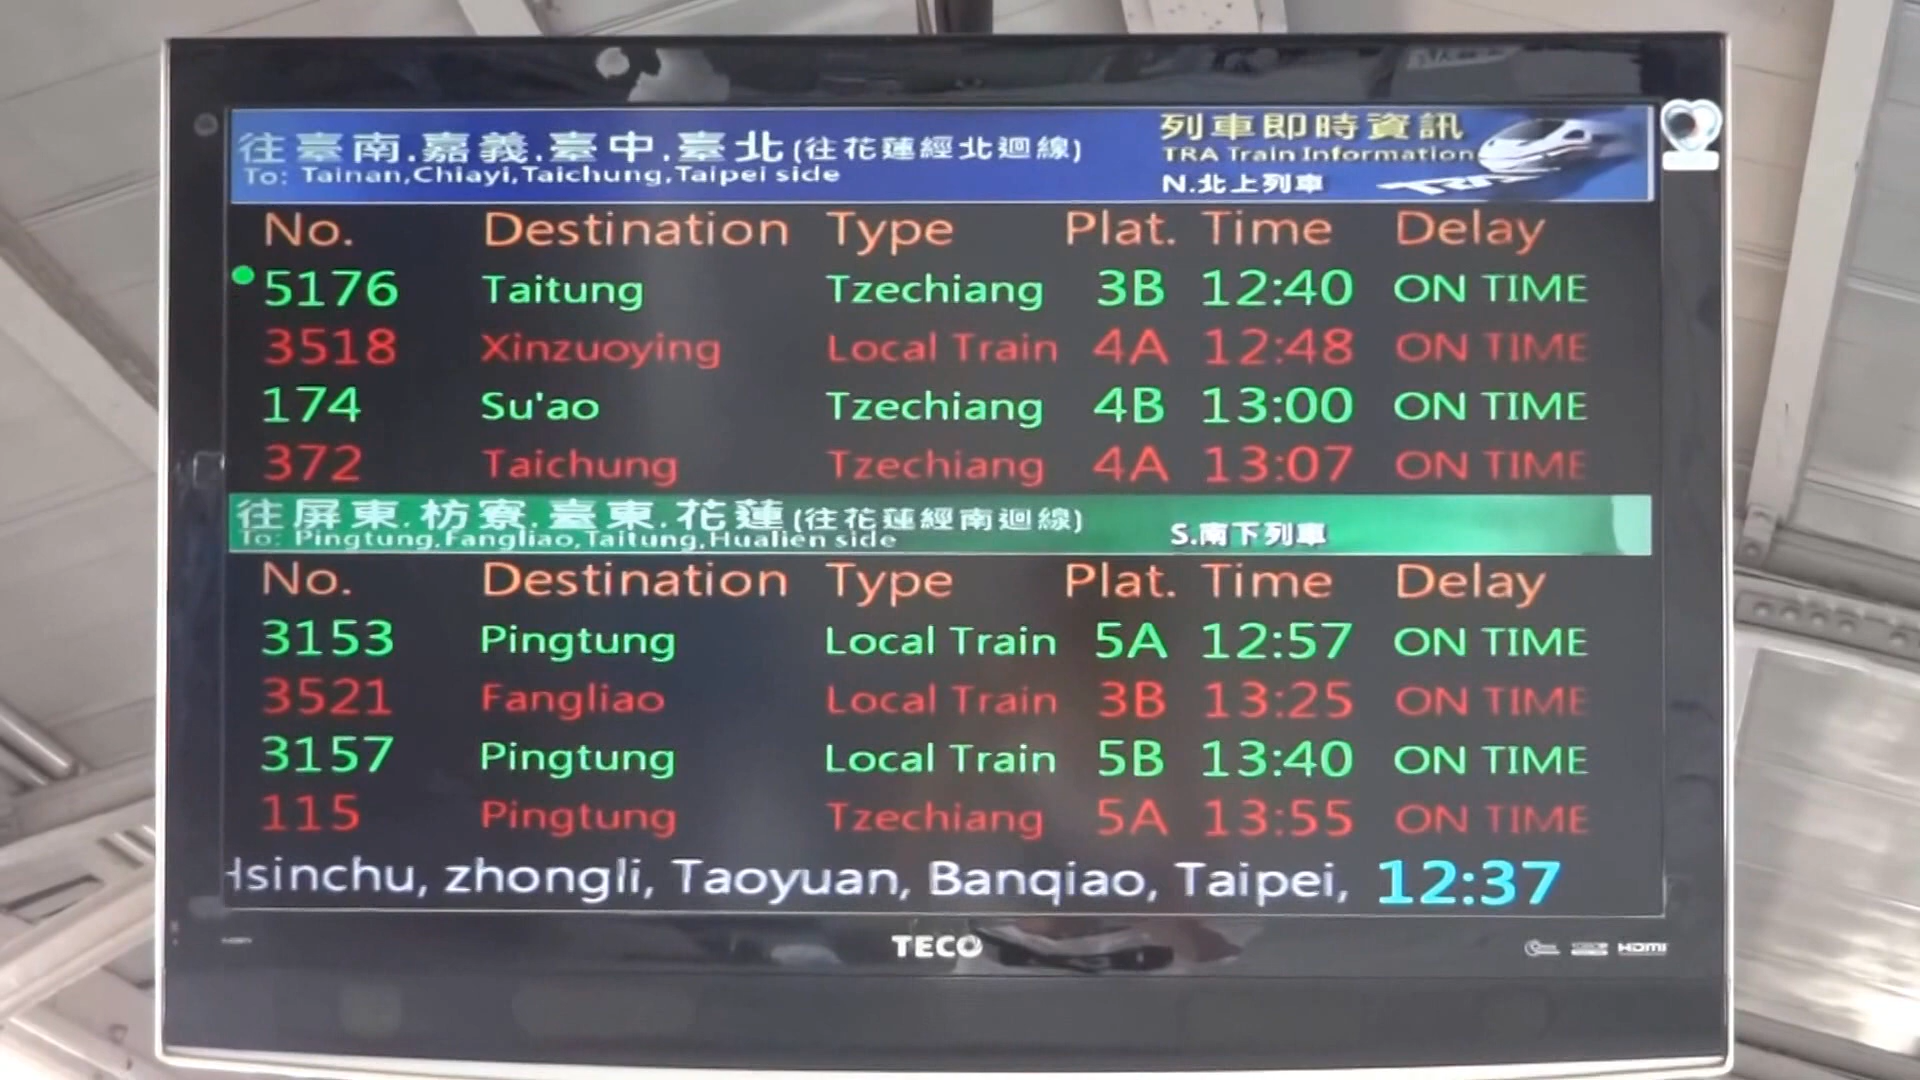 往臺南.嘉義.臺中.臺北(往花蓮經北迴線)
To: Tainan,Chiayi,Taichung,Taipei side
列車即時資訊
TRA Train Information
N.北上列車
No. Destination Type Plat. Time Delay
5176 Taitung Tzechiang 3B 12:40 ON TIME
3518 Xinzuoying Local Train 4A 12:48 ON TIME
174 Su'ao Tzechiang 4B 13:00 ON TIME
372 Taichung Tzechiang 4A 13:07 ON TIME
往屏東.枋寮.臺東.花蓮(往花蓮經南迴線) S.南下列車
To: Pingtung,Fangliao,Taitung,Hualien side
No. Destination Type Plat. Time Delay
3153 Pingtung Local Train 5A 12:57 ON TIME
3521 Fangliao Local Train 3B 13:25 ON TIME
3157 Pingtung Local Train 5B 13:40 ON TIME
115 Pingtung Tzechiang 5A 13:55 ON TIME
Hsinchu, zhongli, Taoyuan, Banqiao, Taipei, 12:37
TECO
HDMI